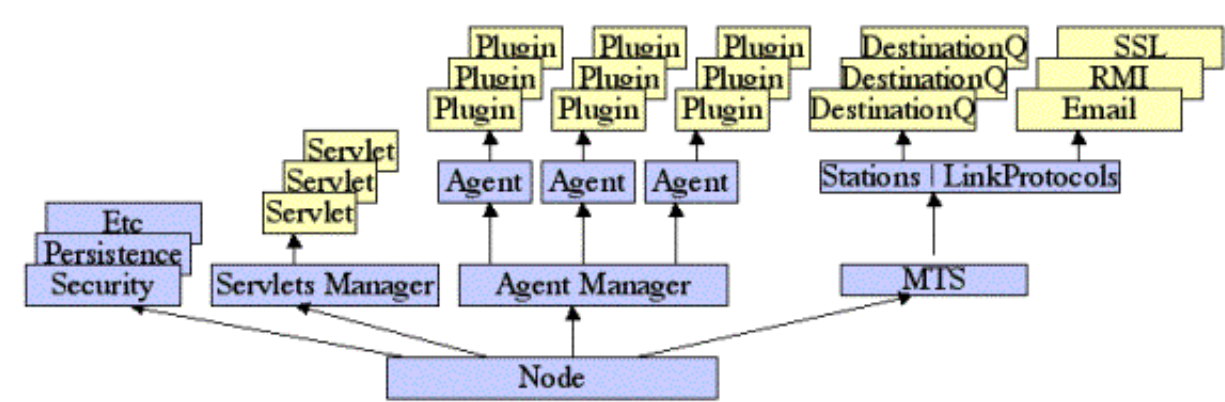 Plugin Plugin Plugin DestinationQ SSL
Plugin Plugin Plugin DestinationQ RMI
Plugin Plugin Plugin DestinationQ Email
Servlet
Servlet Agent Agent Agent Stations | LinkProtocols
Servlet
Etc
Persistence
Security Servlets Manager Agent Manager MTS
Node